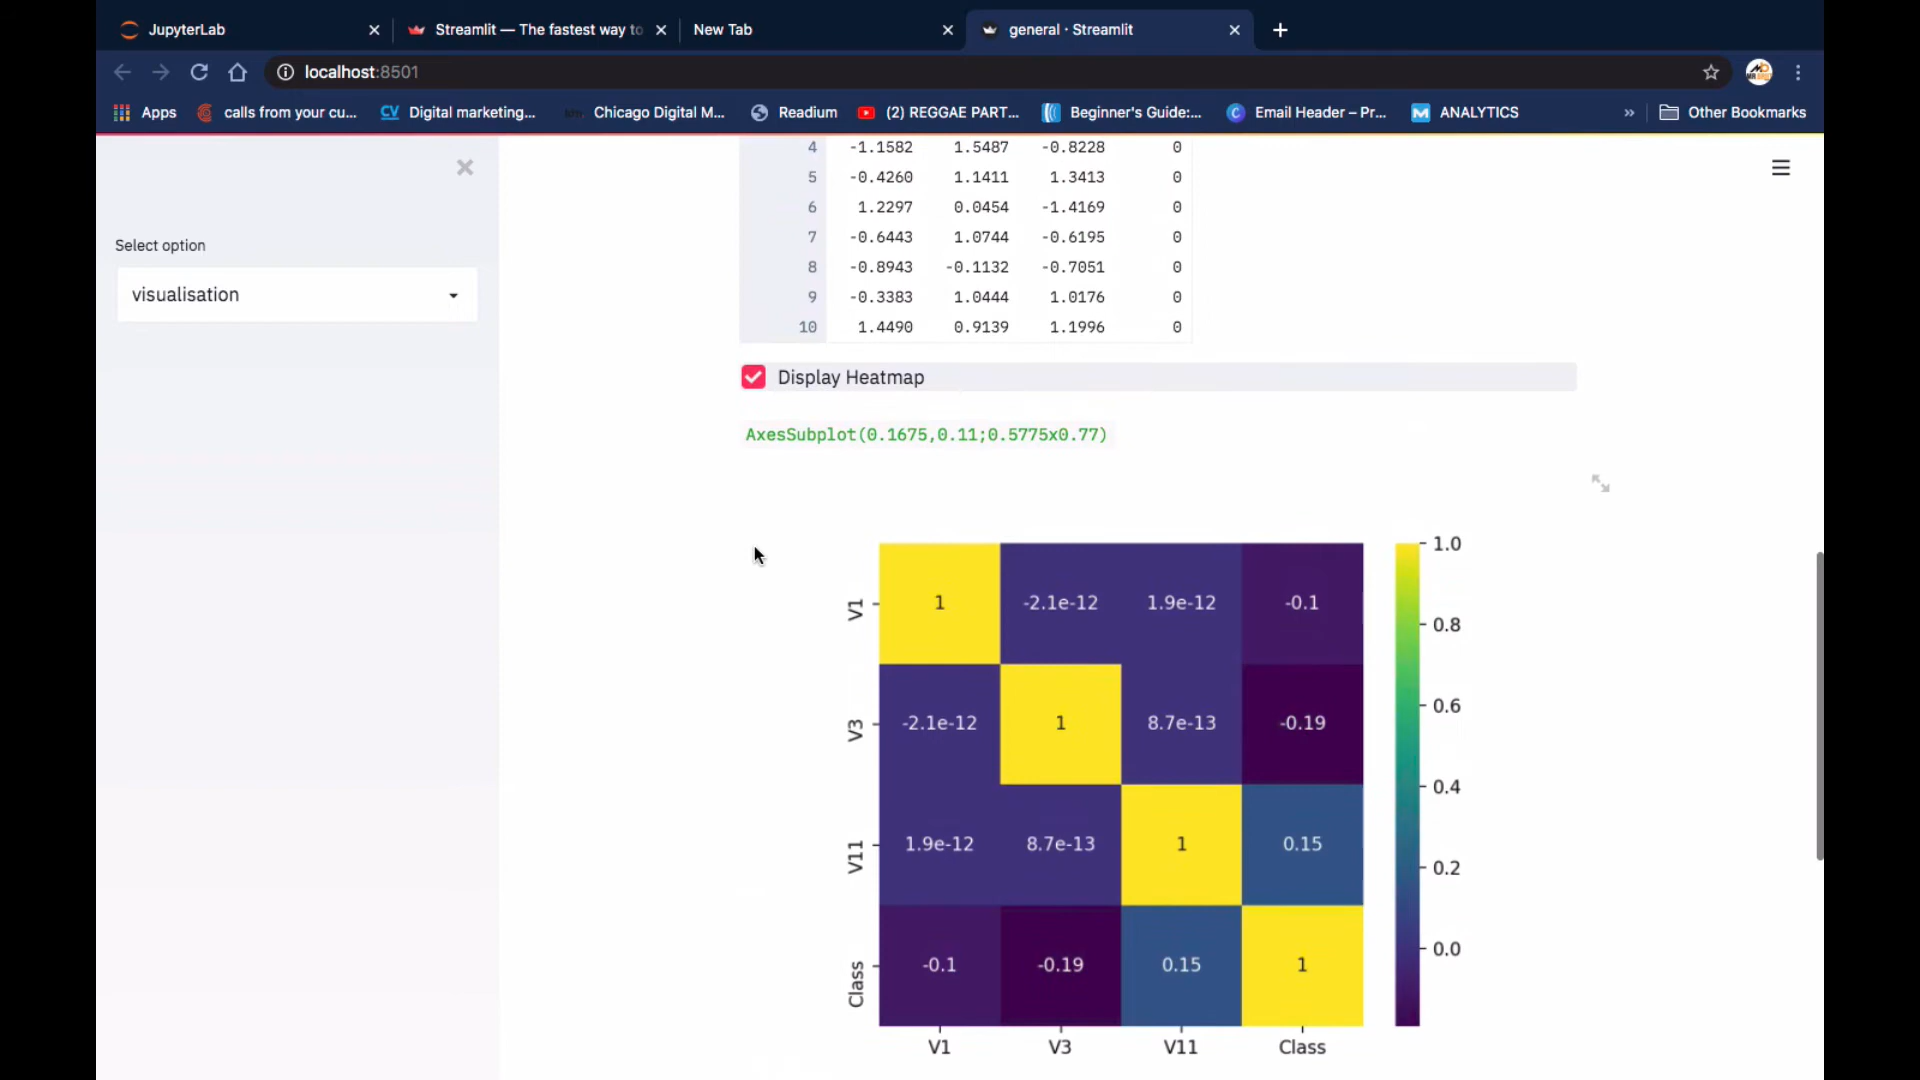 JupyterLab
Streamlit — The fastest way to
New Tab
general · Streamlit
localhost:8501
Apps
calls from your cu...
CV Digital marketing...
Chicago Digital M...
Readium
(2) REGGAE PART...
Beginner's Guide:...
C Email Header – Pr...
M ANALYTICS
»
Other Bookmarks
Select option
visualisation
4 -1.1582 1.5487 -0.8228 0
5 -0.4260 1.1411 1.3413 0
6 1.2297 0.0454 -1.4169 0
7 -0.6443 1.0744 -0.6195 0
8 -0.8943 -0.1132 -0.7051 0
9 -0.3383 1.0444 1.0176 0
10 1.4490 0.9139 1.1996 0
Display Heatmap
AxesSubplot(0.1675,0.11;0.5775x0.77)
V1 1 -2.1e-12 1.9e-12 -0.1
V3 -2.1e-12 1 8.7e-13 -0.19
V11 1.9e-12 8.7e-13 1 0.15
Class -0.1 -0.19 0.15 1
V1 V3 V11 Class
1.0
0.8
0.6
0.4
0.2
0.0